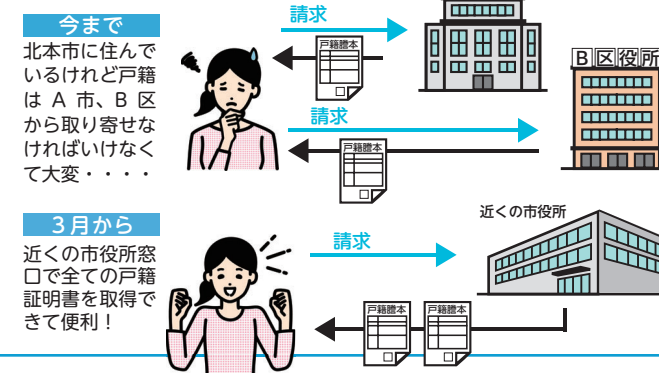 今まで
北本市に住んで
いるけれど戸籍
は A 市、B 区
から取り寄せな
ければいけなく
て大変・・・・
請求
戸籍謄本
請求
戸籍謄本
B区役所
3月から
近くの市役所窓
口で全ての戸籍
証明書を取得で
きて便利！
請求
近くの市役所
戸籍謄本
戸籍謄本